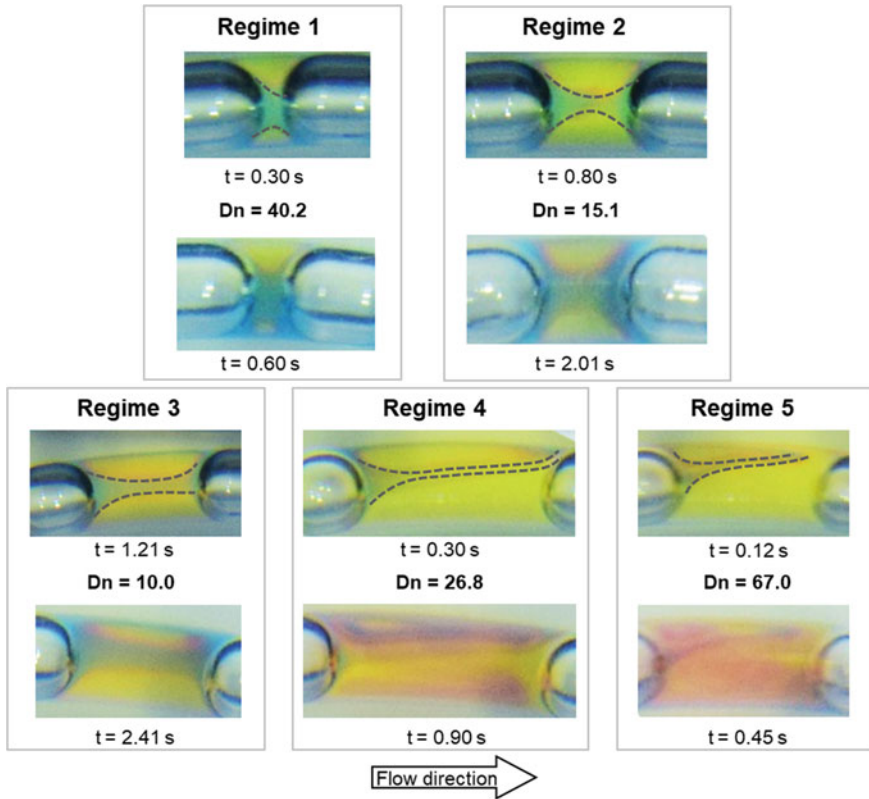 Regime 1
t = 0.30 s
Dn = 40.2
t = 0.60 s
Regime 2
t = 0.80 s
Dn = 15.1
t = 2.01 s
Regime 3
t = 1.21 s
Dn = 10.0
t = 2.41 s
Regime 4
t = 0.30 s
Dn = 26.8
t = 0.90 s
Regime 5
t = 0.12 s
Dn = 67.0
t = 0.45 s
Flow direction